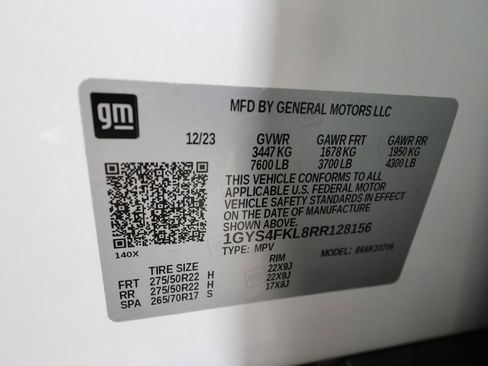 gm
MFD BY GENERAL MOTORS LLC
12/23 GVWR GAWR FRT GAWR RR
3447 KG 1678 KG 1950 KG
7600 LB 3700 LB 4300 LB
THIS VEHICLE CONFORMS TO ALL
APPLICABLE U.S. FEDERAL MOTOR
VEHICLE SAFETY STANDARDS IN EFFECT
ON THE DATE OF MANUFACTURE
SHOWN ABOVE.
1GYS4FKL8RR128156
140X TYPE: MPV MODEL: 066K10706
TIRE SIZE RIM
FRT 275/50R22 H 22X9J
RR 275/50R22 H 22X9J
SPA 265/70R17 S 17X8J